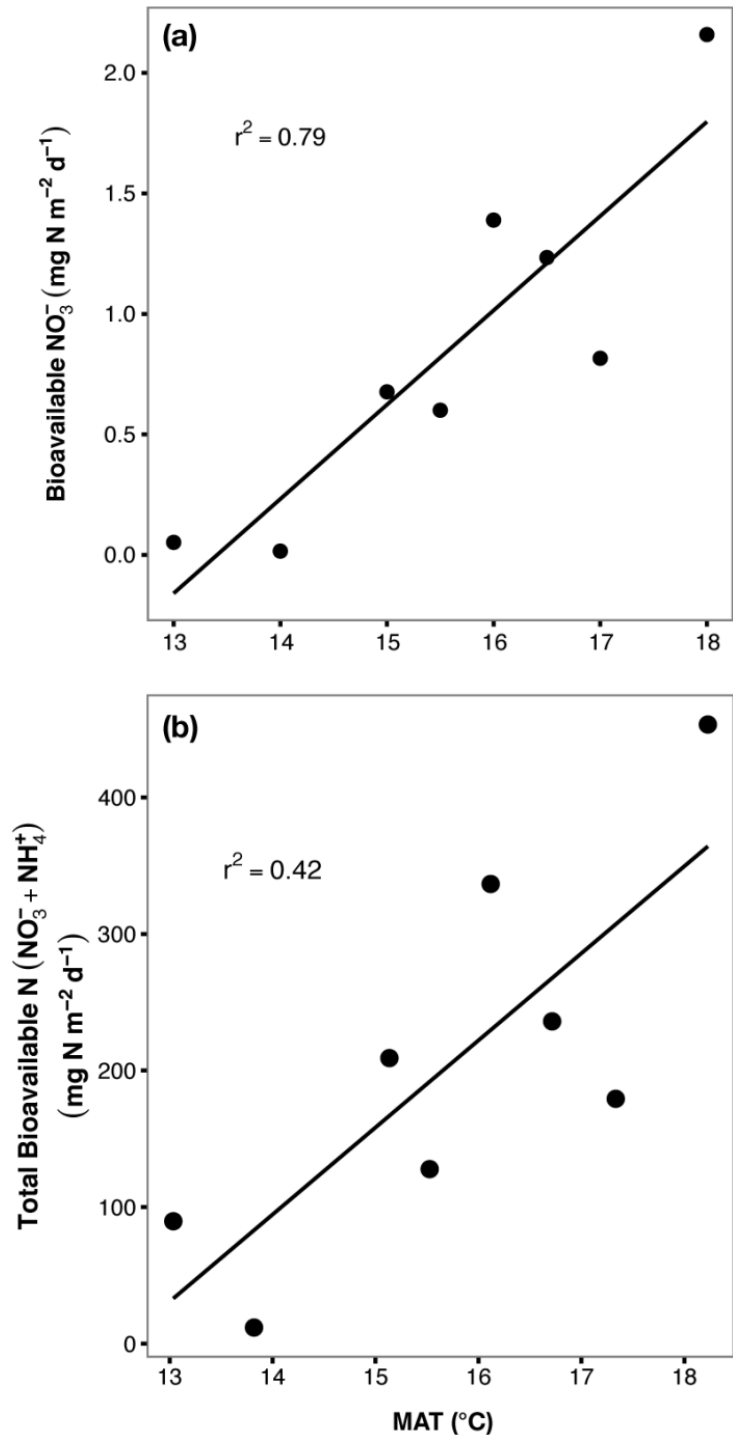 (a)
r² = 0.79
Bioavailable NO₃⁻ (mg N m⁻² d⁻¹)
2.0
1.5
1.0
0.5
0.0
13 14 15 16 17 18
(b)
r² = 0.42
Total Bioavailable N (NO₃⁻ + NH₄⁺)
(mg N m⁻² d⁻¹)
400
300
200
100
0
13 14 15 16 17 18
MAT (°C)